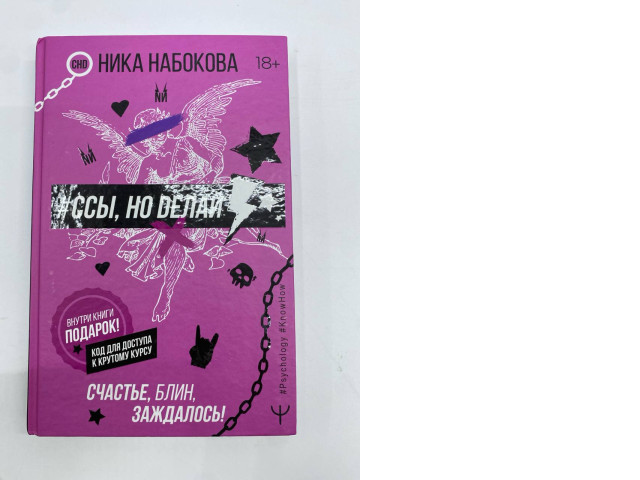 СНО
НИКА НАБОКОВА
18+
#ССЫ, НО DЕЛАЙ
ВНУТРИ КНИГИ
ПОДАРОК!
КОД ДЛЯ ДОСТУПА
К КРУТОМУ КУРСУ
#Psychology #KnowHow
СЧАСТЬЕ, БЛИН,
ЗАЖДАЛОСЬ!